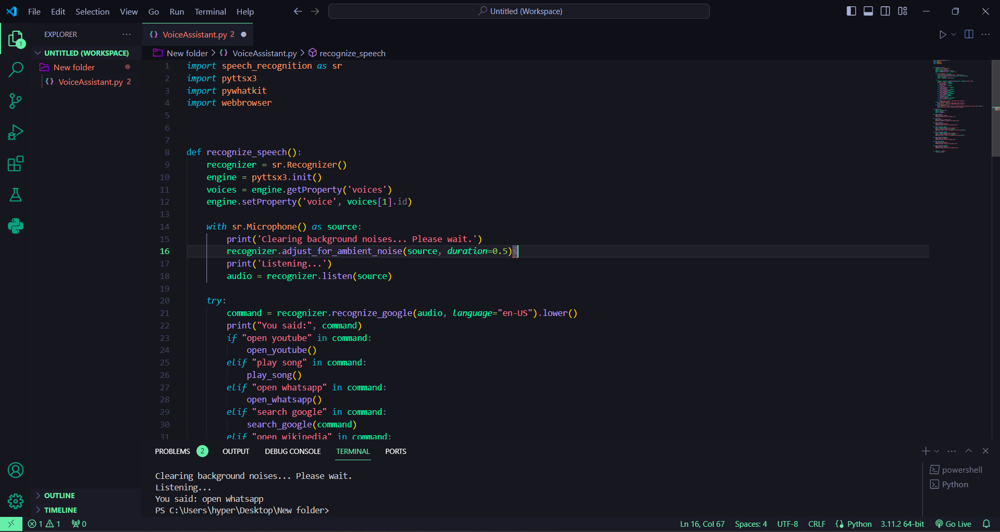 File Edit Selection View Go Run Terminal Help
Untitled (Workspace)
EXPLORER
UNTITLED (WORKSPACE)
New folder
VoiceAssistant.py 2
1
VoiceAssistant.py 2
New folder > VoiceAssistant.py > recognize_speech
1 import speech_recognition as sr
2 import pyttsx3
3 import pywhatkit
4 import webbrowser
5
6
7
8 def recognize_speech():
9 recognizer = sr.Recognizer()
10 engine = pyttsx3.init()
11 voices = engine.getProperty('voices')
12 engine.setProperty('voice', voices[1].id)
13
14 with sr.Microphone() as source:
15 print('Clearing background noises... Please wait.')
16 recognizer.adjust_for_ambient_noise(source, duration=0.5)
17 print('Listening...')
18 audio = recognizer.listen(source)
19
20 try:
21 command = recognizer.recognize_google(audio, language="en-US").lower()
22 print("You said:", command)
23 if "open youtube" in command:
24 open_youtube()
25 elif "play song" in command:
26 play_song()
27 elif "open whatsapp" in command:
28 open_whatsapp()
29 elif "search google" in command:
30 search_google(command)
31 elif "open wikipedia" in command:
PROBLEMS 2 OUTPUT DEBUG CONSOLE TERMINAL PORTS
Clearing background noises... Please wait.
Listening...
You said: open whatsapp
PS C:\Users\hyper\Desktop\New folder>
powershell
Python
OUTLINE
TIMELINE
1 1 0
Ln 16, Col 67 Spaces: 4 UTF-8 CRLF Python 3.11.2 64-bit Go Live